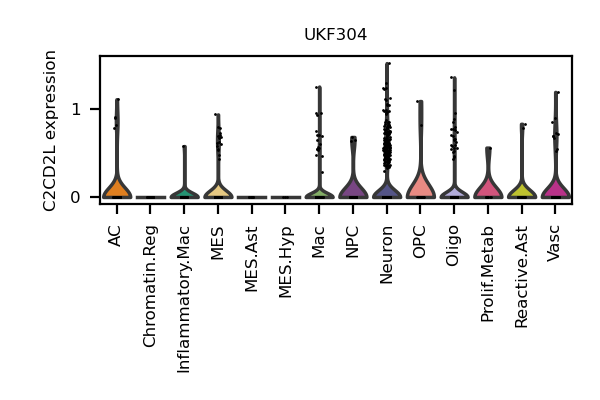 UKF304
C2CD2L expression
1
0
AC
Chromatin.Reg
Inflammatory.Mac
MES
MES.Ast
MES.Hyp
Mac
NPC
Neuron
OPC
Oligo
Prolif.Metab
Reactive.Ast
Vasc